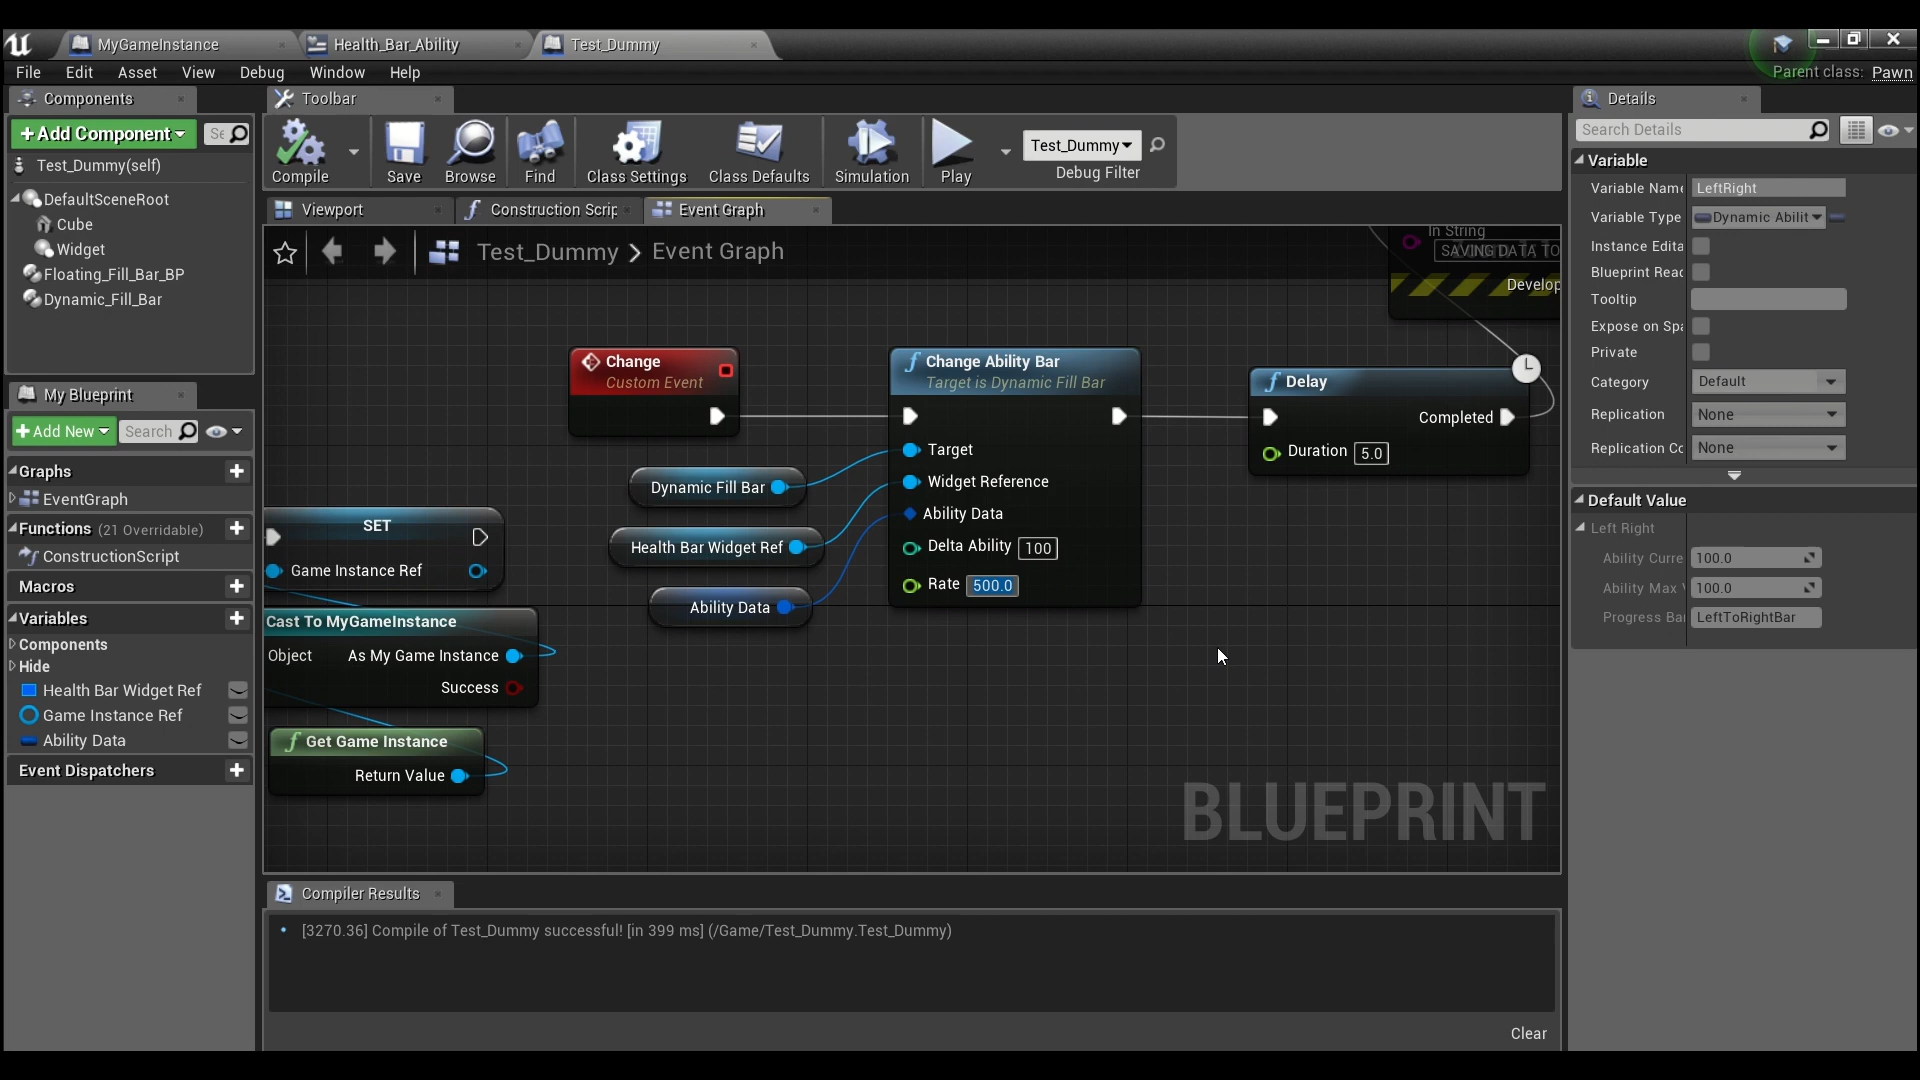 MyGameInstance
Health_Bar_Ability
Test_Dummy
File Edit Asset View Debug Window Help
Parent class: Pawn
Components
Toolbar
Details
+Add Component
Se
Search Details
Test_Dummy(self)
DefaultSceneRoot
Cube
Widget
Floating_Fill_Bar_BP
Dynamic_Fill_Bar
Compile
Save
Browse
Find
Class Settings
Class Defaults
Simulation
Play
Test_Dummy
Debug Filter
Viewport
Construction Scrip
Event Graph
Test_Dummy > Event Graph
In String
SAVING DATA TO
Develop
Change
Custom Event
Change Ability Bar
Target is Dynamic Fill Bar
Target
Widget Reference
Ability Data
Delta Ability 100
Rate 500.0
Delay
Completed
Duration 5.0
Dynamic Fill Bar
Health Bar Widget Ref
Ability Data
SET
Game Instance Ref
Cast To MyGameInstance
Object As My Game Instance
Success
Get Game Instance
Return Value
BLUEPRINT
My Blueprint
+Add New
Search
Graphs
EventGraph
Functions (21 Overridable)
ConstructionScript
Macros
Variables
Components
Hide
Health Bar Widget Ref
Game Instance Ref
Ability Data
Event Dispatchers
Compiler Results
[3270.36] Compile of Test_Dummy successful! [in 399 ms] (/Game/Test_Dummy.Test_Dummy)
Clear
Variable
Variable Name LeftRight
Variable Type Dynamic Abilit
Instance Edita
Blueprint Read
Tooltip
Expose on Spa
Private
Category Default
Replication None
Replication Co None
Default Value
Left Right
Ability Curre 100.0
Ability Max V 100.0
Progress Bar LeftToRightBar